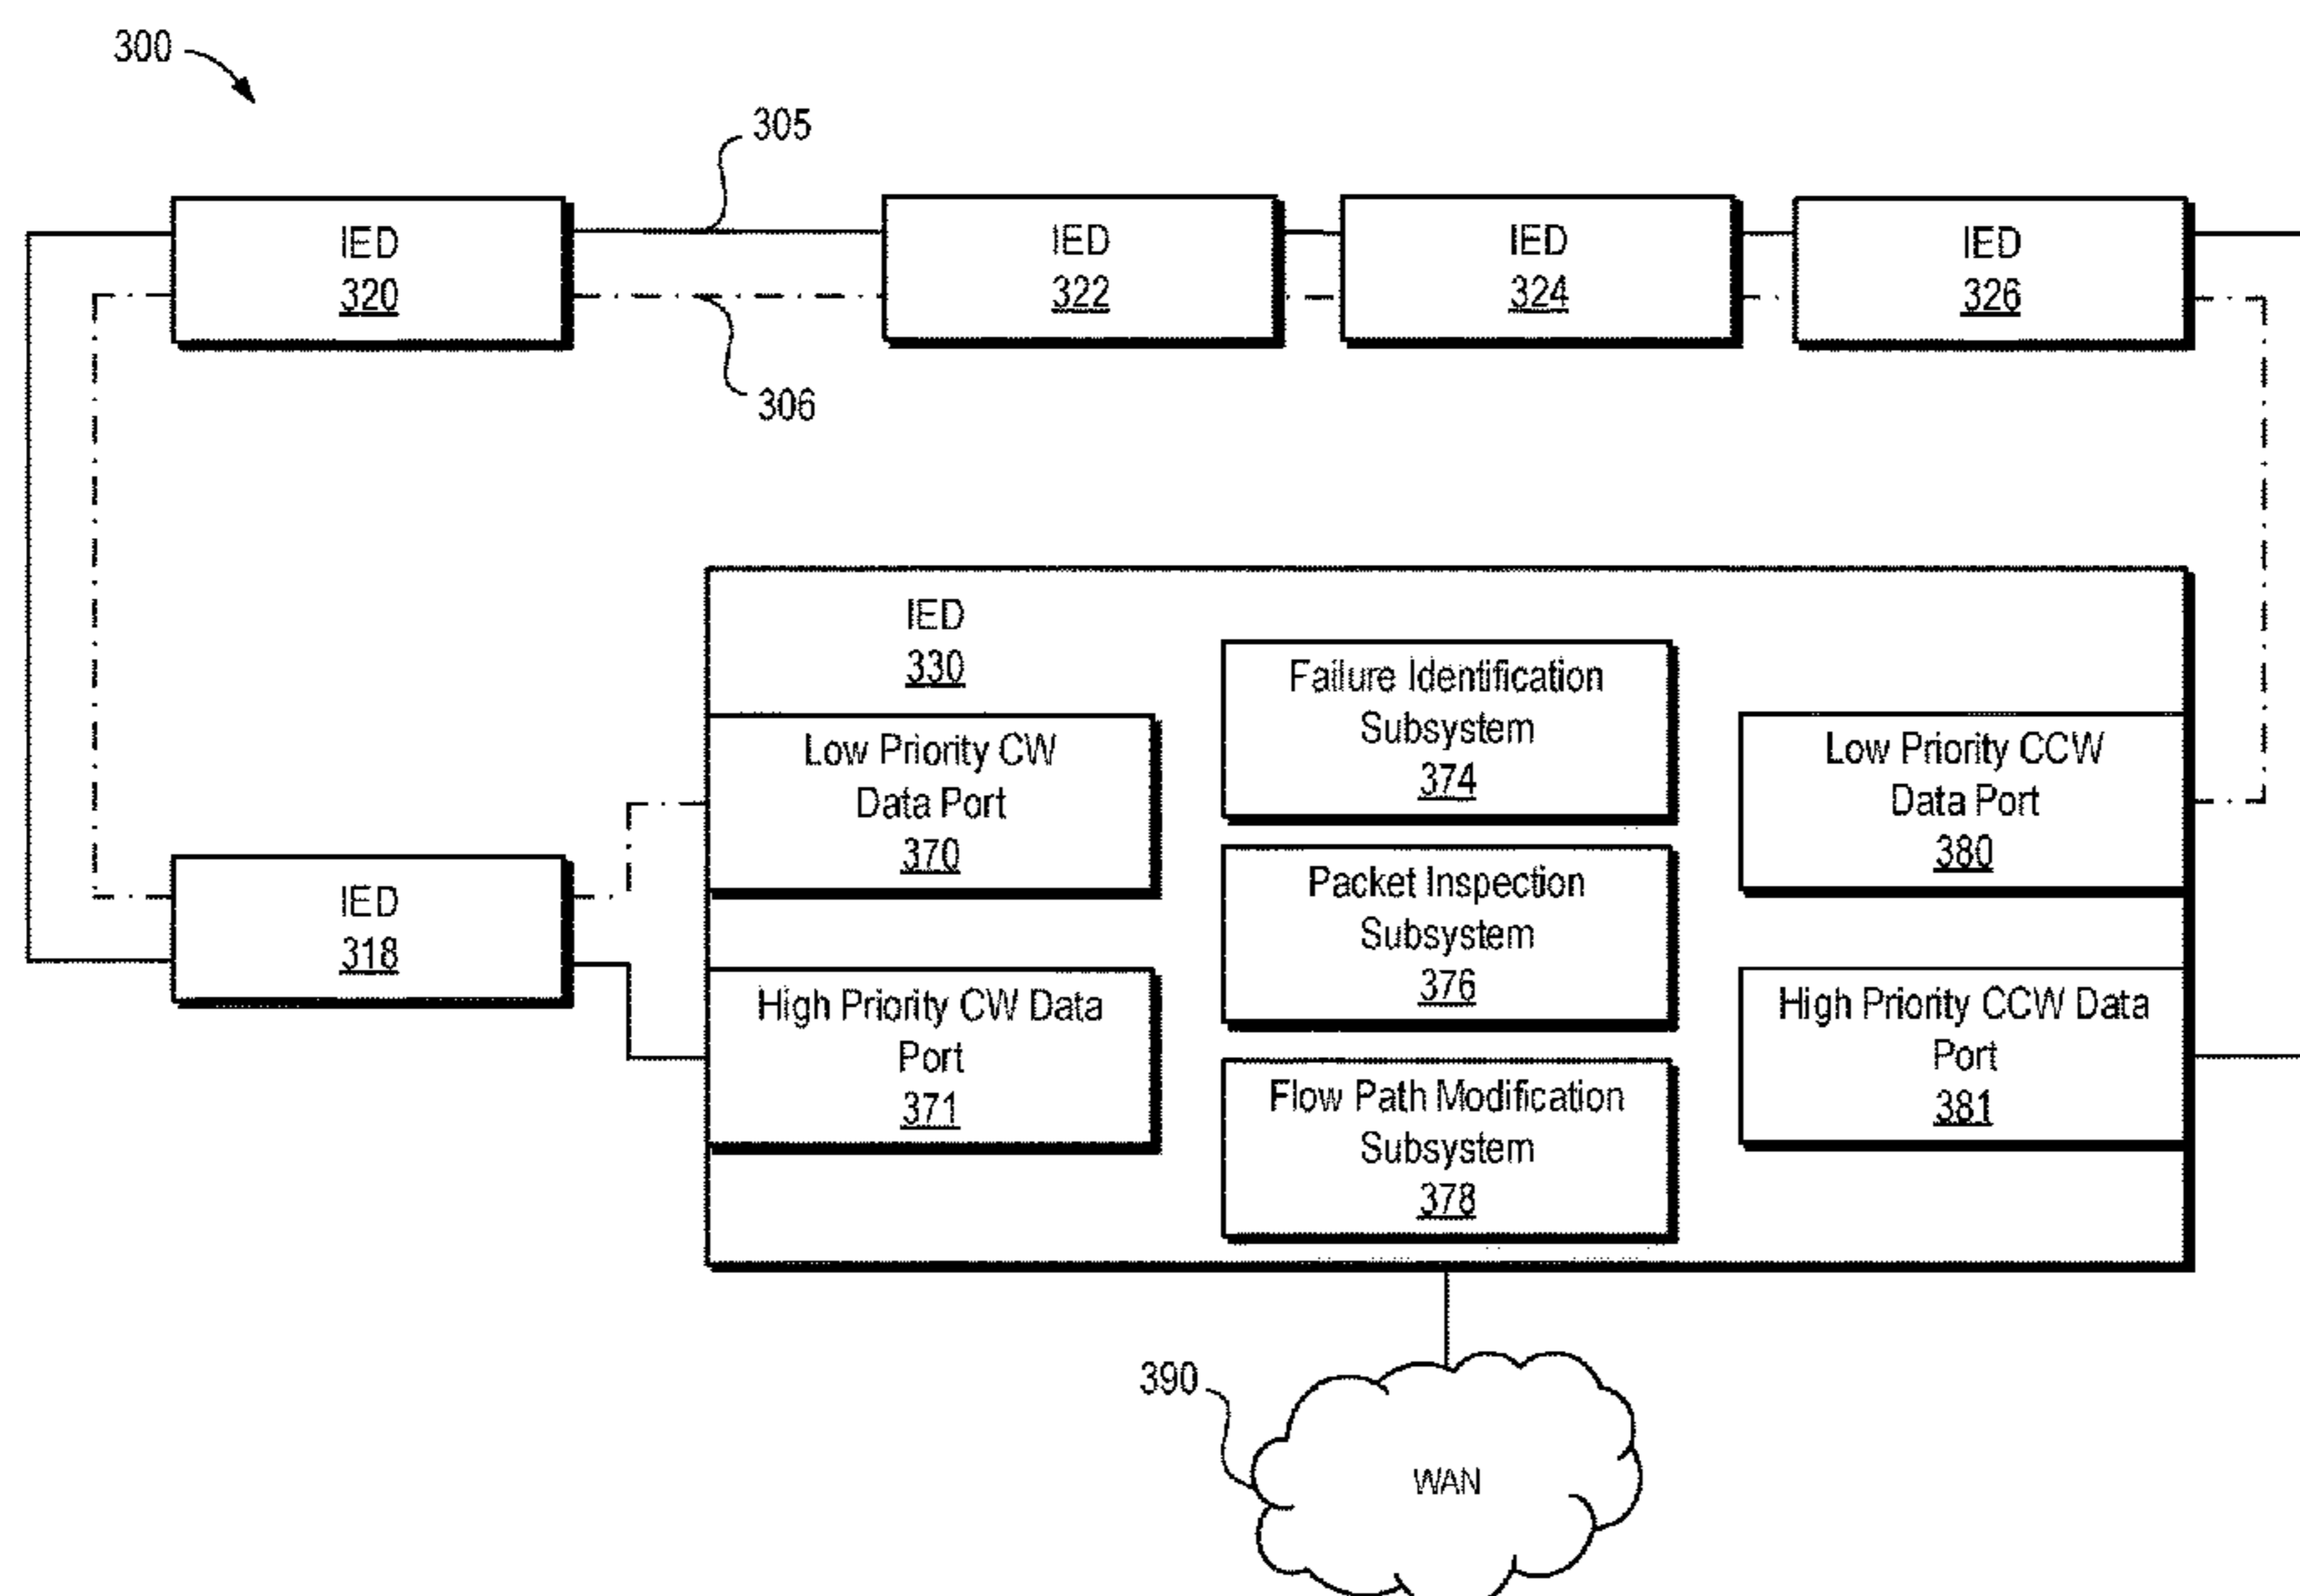 300
305
IED
320
IED
322
IED
324
IED
326
306
IED
330
Failure Identification
Subsystem
374
Low Priority CW
Data Port
370
Low Priority CCW
Data Port
380
IED
318
Packet Inspection
Subsystem
376
High Priority CW Data
Port
371
High Priority CCW Data
Port
381
Flow Path Modification
Subsystem
378
390
WAN